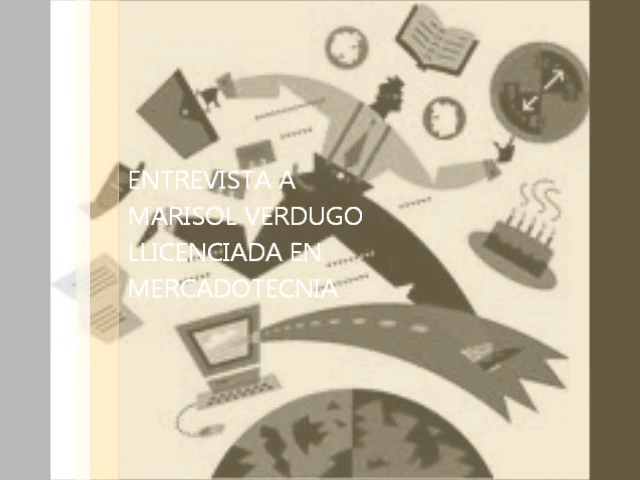 ENTREVISTA A
MARISOL VERDUGO
LLICENCIADA EN
MERCADOTECNIA